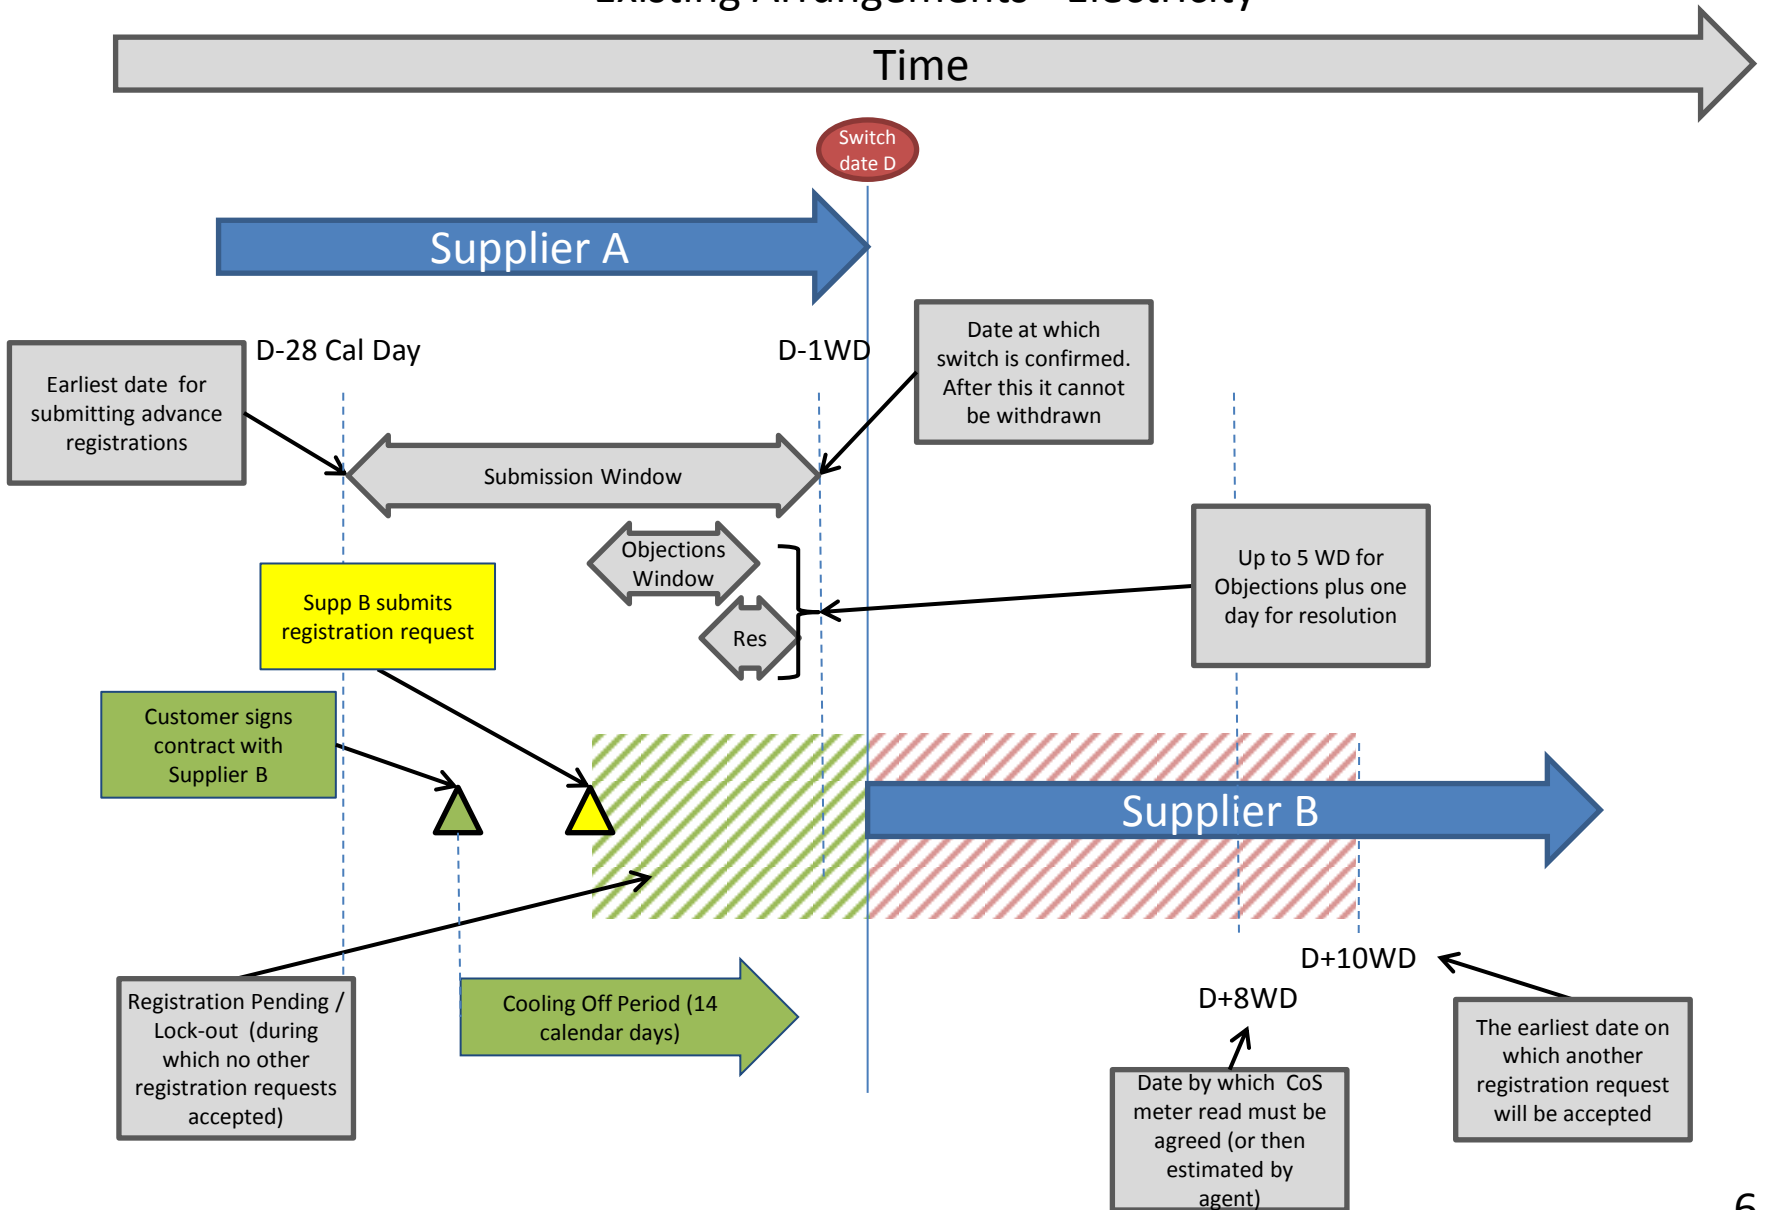 Existing Arrangements - Electricity
Time
Switch
date D
Supplier A
D-28 Cal Day
D-1WD
Date at which
switch is confirmed.
After this it cannot
be withdrawn
Earliest date for
submitting advance
registrations
Submission Window
Objections
Window
Up to 5 WD for
Objections plus one
day for resolution
Supp B submits
registration request
Res
Customer signs
contract with
Supplier B
Supplier B
D+10WD
D+8WD
Registration Pending /
Lock-out (during
which no other
registration requests
accepted)
Cooling Off Period (14
calendar days)
The earliest date on
which another
registration request
will be accepted
Date by which CoS
meter read must be
agreed (or then
estimated by
agent)
6